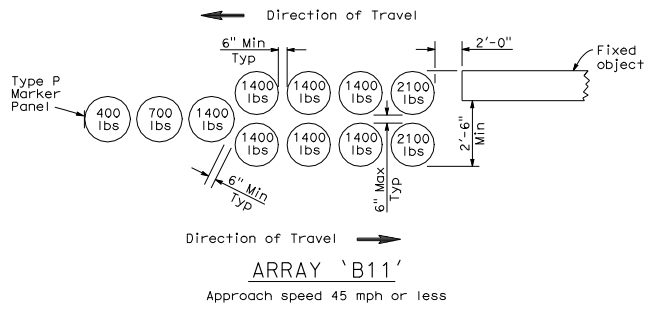 Direction of Travel
6" Min
Typ
2'-0"
Fixed
object
Type P
Marker
Panel
1400
lbs
1400
lbs
1400
lbs
2100
lbs
400
lbs
700
lbs
1400
lbs
1400
lbs
1400
lbs
1400
lbs
2100
lbs
2'-6"
Min
6" Min
Typ
6" Max
Typ
Direction of Travel
ARRAY 'B11'
Approach speed 45 mph or less